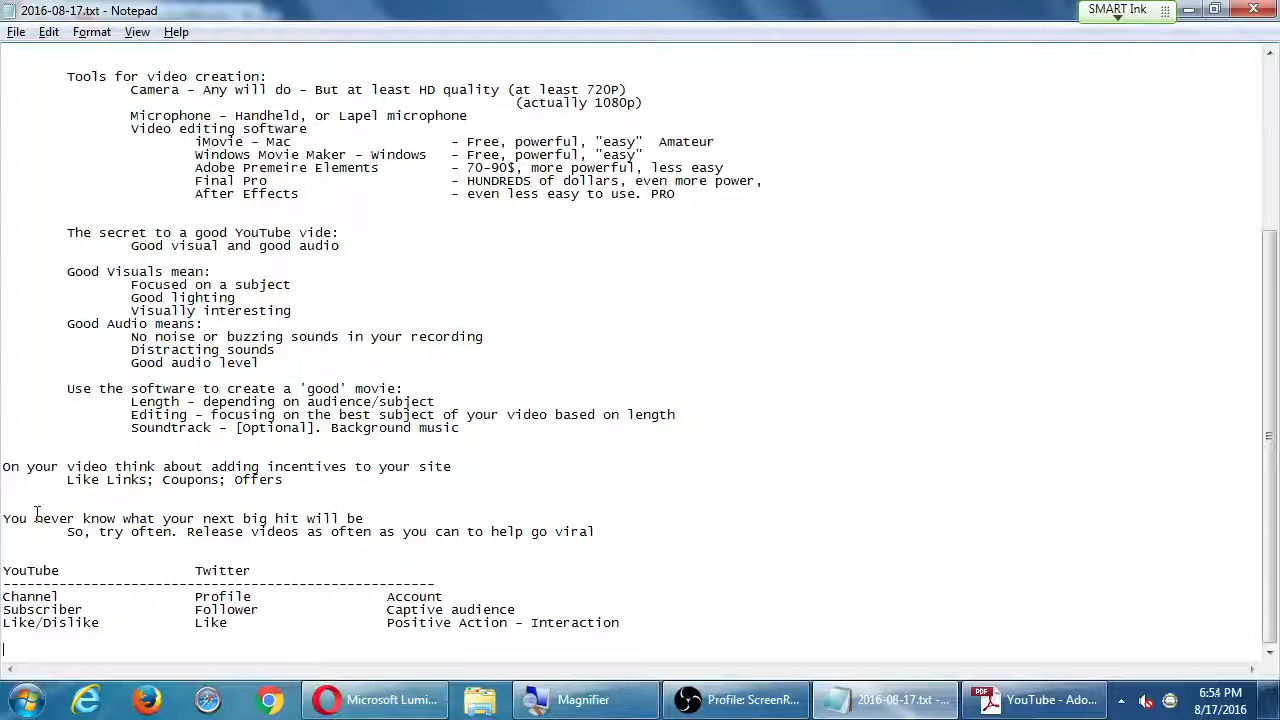 2016-08-17.txt - Notepad
SMART Ink
File Edit Format View Help
Tools for video creation:
Camera - Any will do - But at least HD quality (at least 720P)
(actually 1080p)
Microphone - Handheld, or Lapel microphone
Video editing software
iMovie - Mac - Free, powerful, "easy" Amateur
Windows Movie Maker - Windows - Free, powerful, "easy"
Adobe Premeire Elements - 70-90$, more powerful, less easy
Final Pro - HUNDREDS of dollars, even more power,
After Effects - even less easy to use. PRO
The secret to a good YouTube vide:
Good visual and good audio
Good Visuals mean:
Focused on a subject
Good lighting
Visually interesting
Good Audio means:
No noise or buzzing sounds in your recording
Distracting sounds
Good audio level
Use the software to create a 'good' movie:
Length - depending on audience/subject
Editing - focusing on the best subject of your video based on length
Soundtrack - [Optional]. Background music
On your video think about adding incentives to your site
Like Links; Coupons; Offers
You never know what your next big hit will be
So, try often. Release videos as often as you can to help go viral
YouTube Twitter
------------------------------------------------------
Channel Profile Account
Subscriber Follower Captive audience
Like/Dislike Like Positive Action - Interaction
Microsoft Lumi... Magnifier Profile: ScreenR... 2016-08-17.txt -... PDF YouTube - Ado... 6:54 PM
8/17/2016